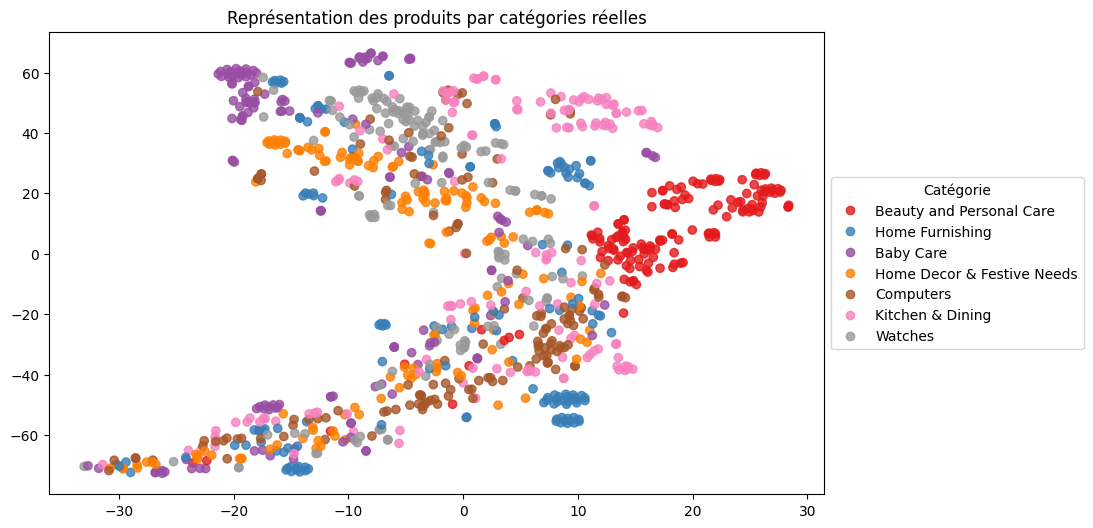 Représentation des produits par catégories réelles
60
40
20
0
−20
−40
−60
−30
−20
−10
0
10
20
30
Catégorie
Beauty and Personal Care
Home Furnishing
Baby Care
Home Decor & Festive Needs
Computers
Kitchen & Dining
Watches